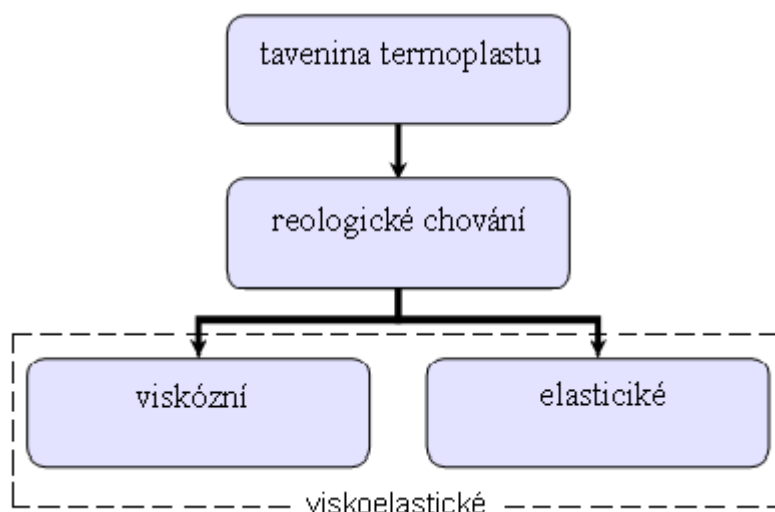 tavenina termoplastu
reologické chování
viskózní
elasticiké
viskoelastické